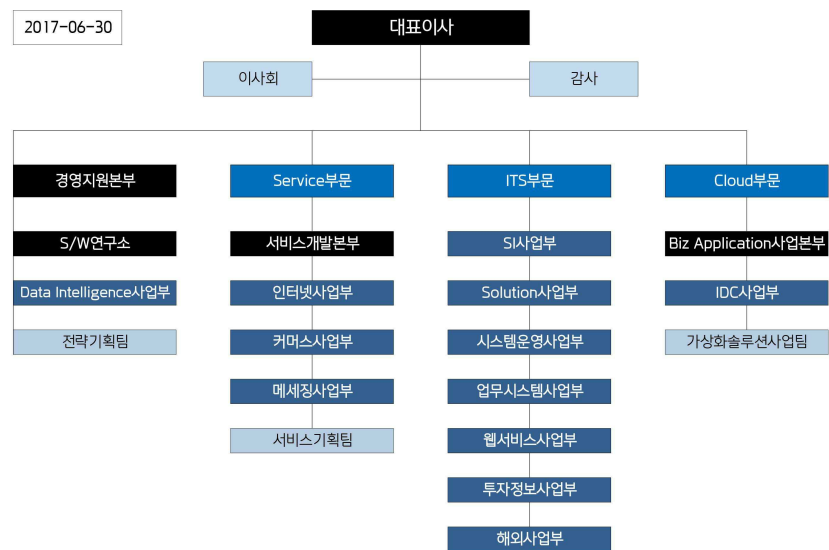 2017-06-30
대표이사
이사회
감사
경영지원본부
Service부문
ITS부문
Cloud부문
S/W연구소
서비스개발본부
SI사업부
Biz Application사업본부
Data Intelligence사업부
인터넷사업부
Solution사업부
IDC사업부
전략기획팀
커머스사업부
시스템운영사업부
가상화솔루션사업팀
메세징사업부
업무시스템사업부
서비스기획팀
웹서비스사업부
투자정보사업부
해외사업부